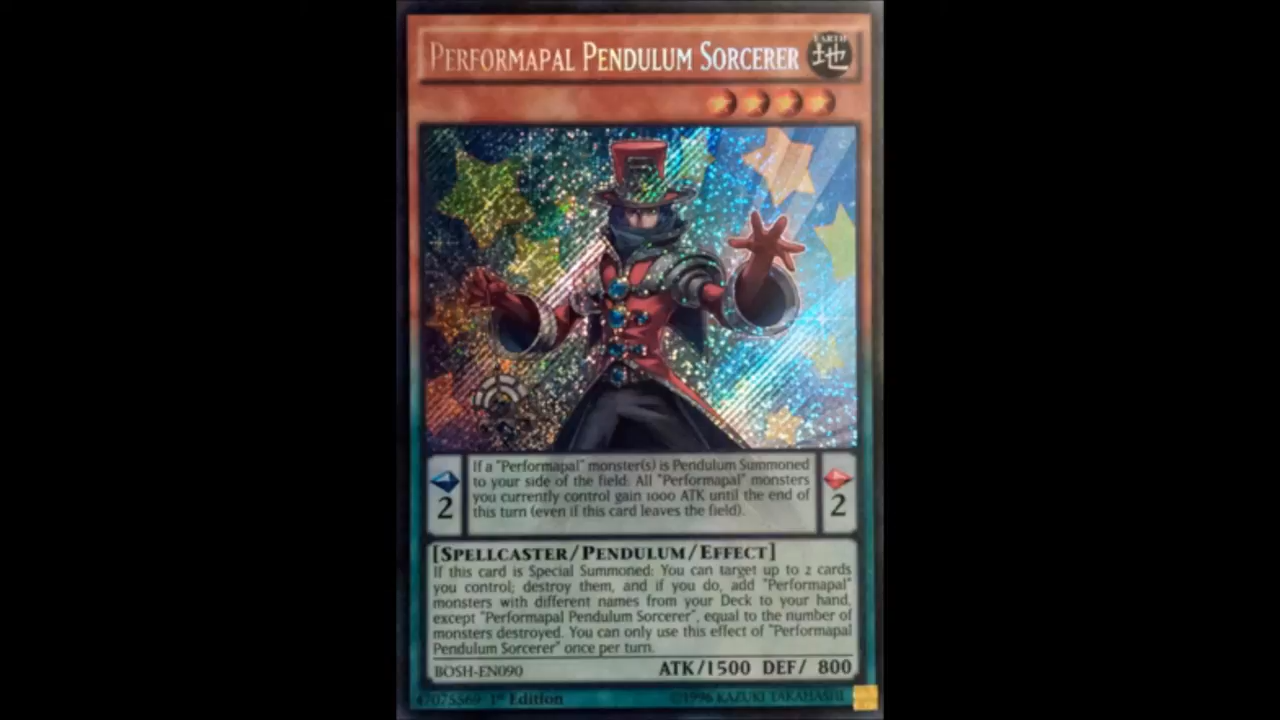 PERFORMAPAL PENDULUM SORCERER
EARTH
地
If a "Performapal" monster(s) is Pendulum Summoned
to your side of the field: All "Performapal" monsters
you currently control gain 1000 ATK until the end of
this turn (even if this card leaves the field).
2
2
[SPELLCASTER/PENDULUM/EFFECT]
If this card is Special Summoned: You can target up to 2 cards
you control; destroy them, and if you do, add "Performapal"
monsters with different names from your Deck to your hand,
except "Performapal Pendulum Sorcerer", equal to the number of
monsters destroyed. You can only use this effect of "Performapal
Pendulum Sorcerer" once per turn.
BOSH-EN090
ATK/1500 DEF/ 800
47075569 1st Edition
©1996 KAZUKI TAKAHASHI